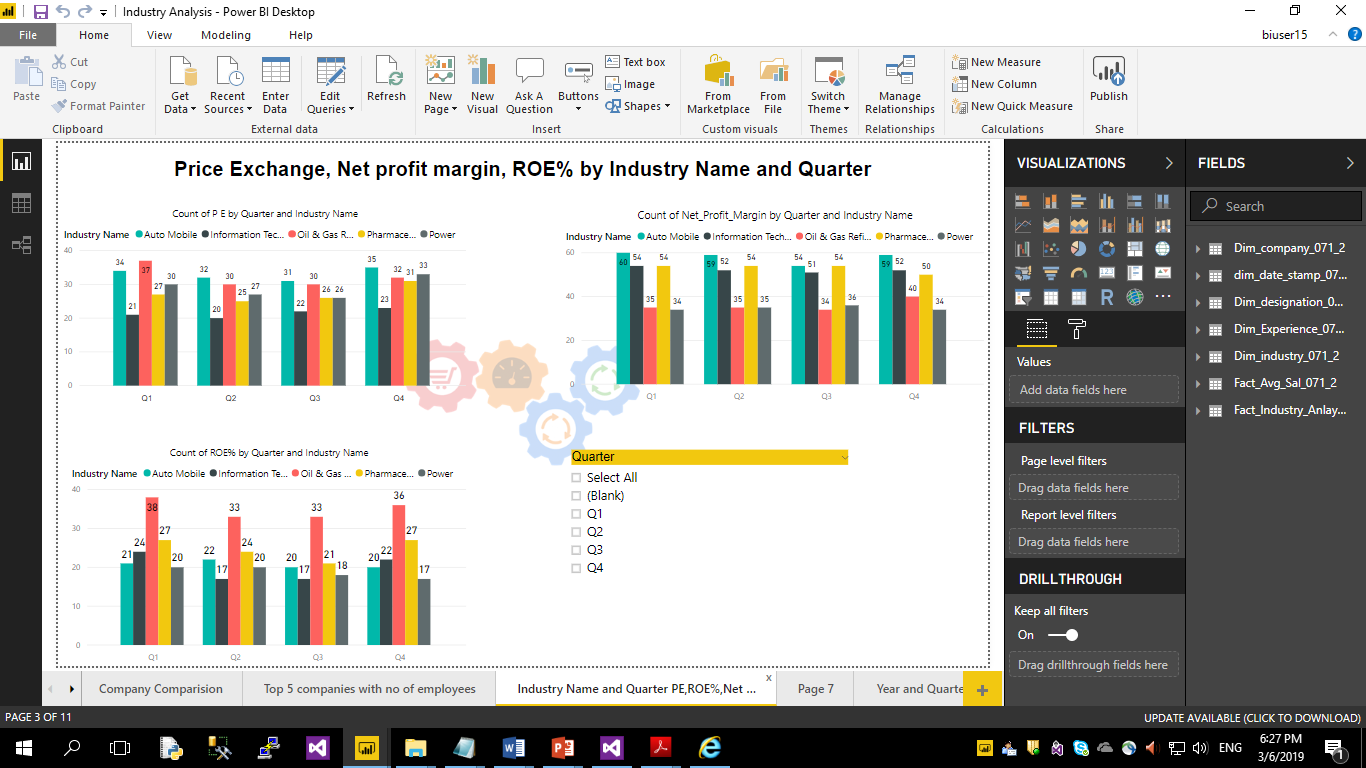 Industry Analysis - Power BI Desktop
File Home View Modeling Help biuser15
Paste
Cut
Copy
Format Painter
Clipboard
Get Data
Recent Sources
Enter Data
Edit Queries
Refresh
External data
New Page
New Visual
Ask A Question
Buttons
Text box
Image
Shapes
Insert
From Marketplace
From File
Custom visuals
Switch Theme
Themes
Manage Relationships
Relationships
New Measure
New Column
New Quick Measure
Calculations
Publish
Share
Price Exchange, Net profit margin, ROE% by Industry Name and Quarter
Count of P E by Quarter and Industry Name
Industry Name Auto Mobile Information Tec... Oil & Gas R... Pharmace... Power
40
30
20
10
0
34 21 37 27 30
32 20 30 25 27
31 22 30 26 26
35 23 32 31 33
Q1 Q2 Q3 Q4
Count of Net_Profit_Margin by Quarter and Industry Name
Industry Name Auto Mobile Information Tech... Oil & Gas Refi... Pharmace... Power
60
40
20
0
60 54 35 54 34
59 52 35 54 35
54 51 34 54 36
59 52 40 50 34
Q1 Q2 Q3 Q4
Count of ROE% by Quarter and Industry Name
Industry Name Auto Mobile Information Te... Oil & Gas ... Pharmace... Power
40
30
20
10
0
21 24 38 27 20
22 17 33 24 20
20 17 33 21 18
20 22 36 27 17
Q1 Q2 Q3 Q4
Quarter
Select All
(Blank)
Q1
Q2
Q3
Q4
VISUALIZATIONS
R
Values
Add data fields here
FILTERS
Page level filters
Drag data fields here
Report level filters
Drag data fields here
DRILLTHROUGH
Keep all filters
On
Drag drillthrough fields here
FIELDS
Search
Dim_company_071_2
dim_date_stamp_07...
Dim_designation_0...
Dim_Experience_07...
Dim_industry_071_2
Fact_Avg_Sal_071_2
Fact_Industry_Anlay...
Company Comparision
Top 5 companies with no of employees
Industry Name and Quarter PE,ROE%,Net ... x
Page 7
Year and Quarte
PAGE 3 OF 11
UPDATE AVAILABLE (CLICK TO DOWNLOAD)
ENG
6:27 PM
3/6/2019
1